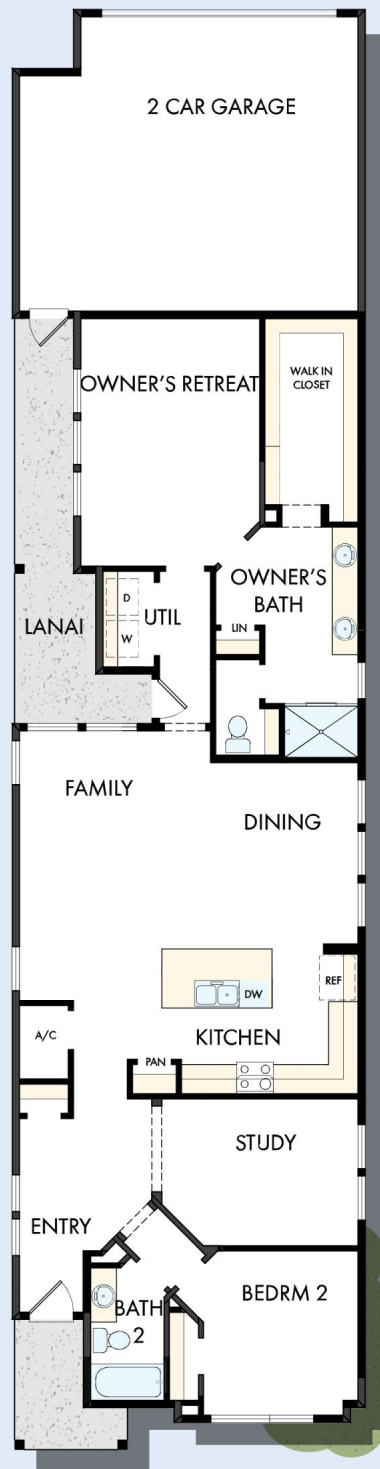 2 CAR GARAGE
OWNER'S RETREAT
WALK IN
CLOSET
OWNER'S
BATH
D
W
UTIL
LANAI
LIN
FAMILY
DINING
REF
DW
A/C
KITCHEN
PAN
STUDY
ENTRY
BEDRM 2
BATH
2